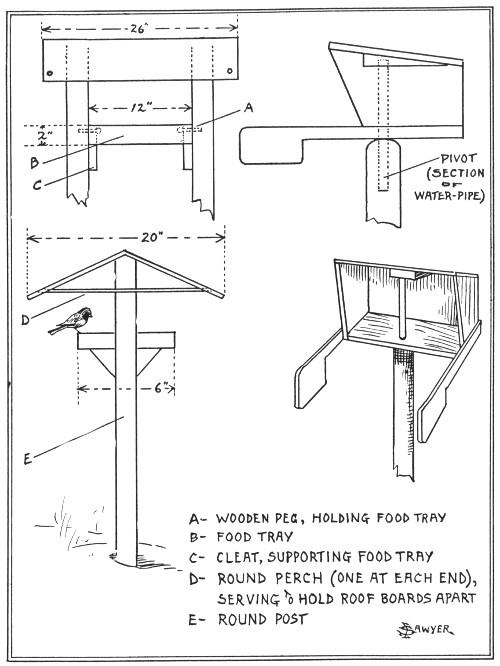 26"
12"
A
2"
B
C
PIVOT
(SECTION
OF
WATER-PIPE)
20"
D
6"
E
A- WOODEN PEG, HOLDING FOOD TRAY
B- FOOD TRAY
C- CLEAT, SUPPORTING FOOD TRAY
D- ROUND PERCH (ONE AT EACH END),
SERVING TO HOLD ROOF BOARDS APART
E- ROUND POST
SAWYER